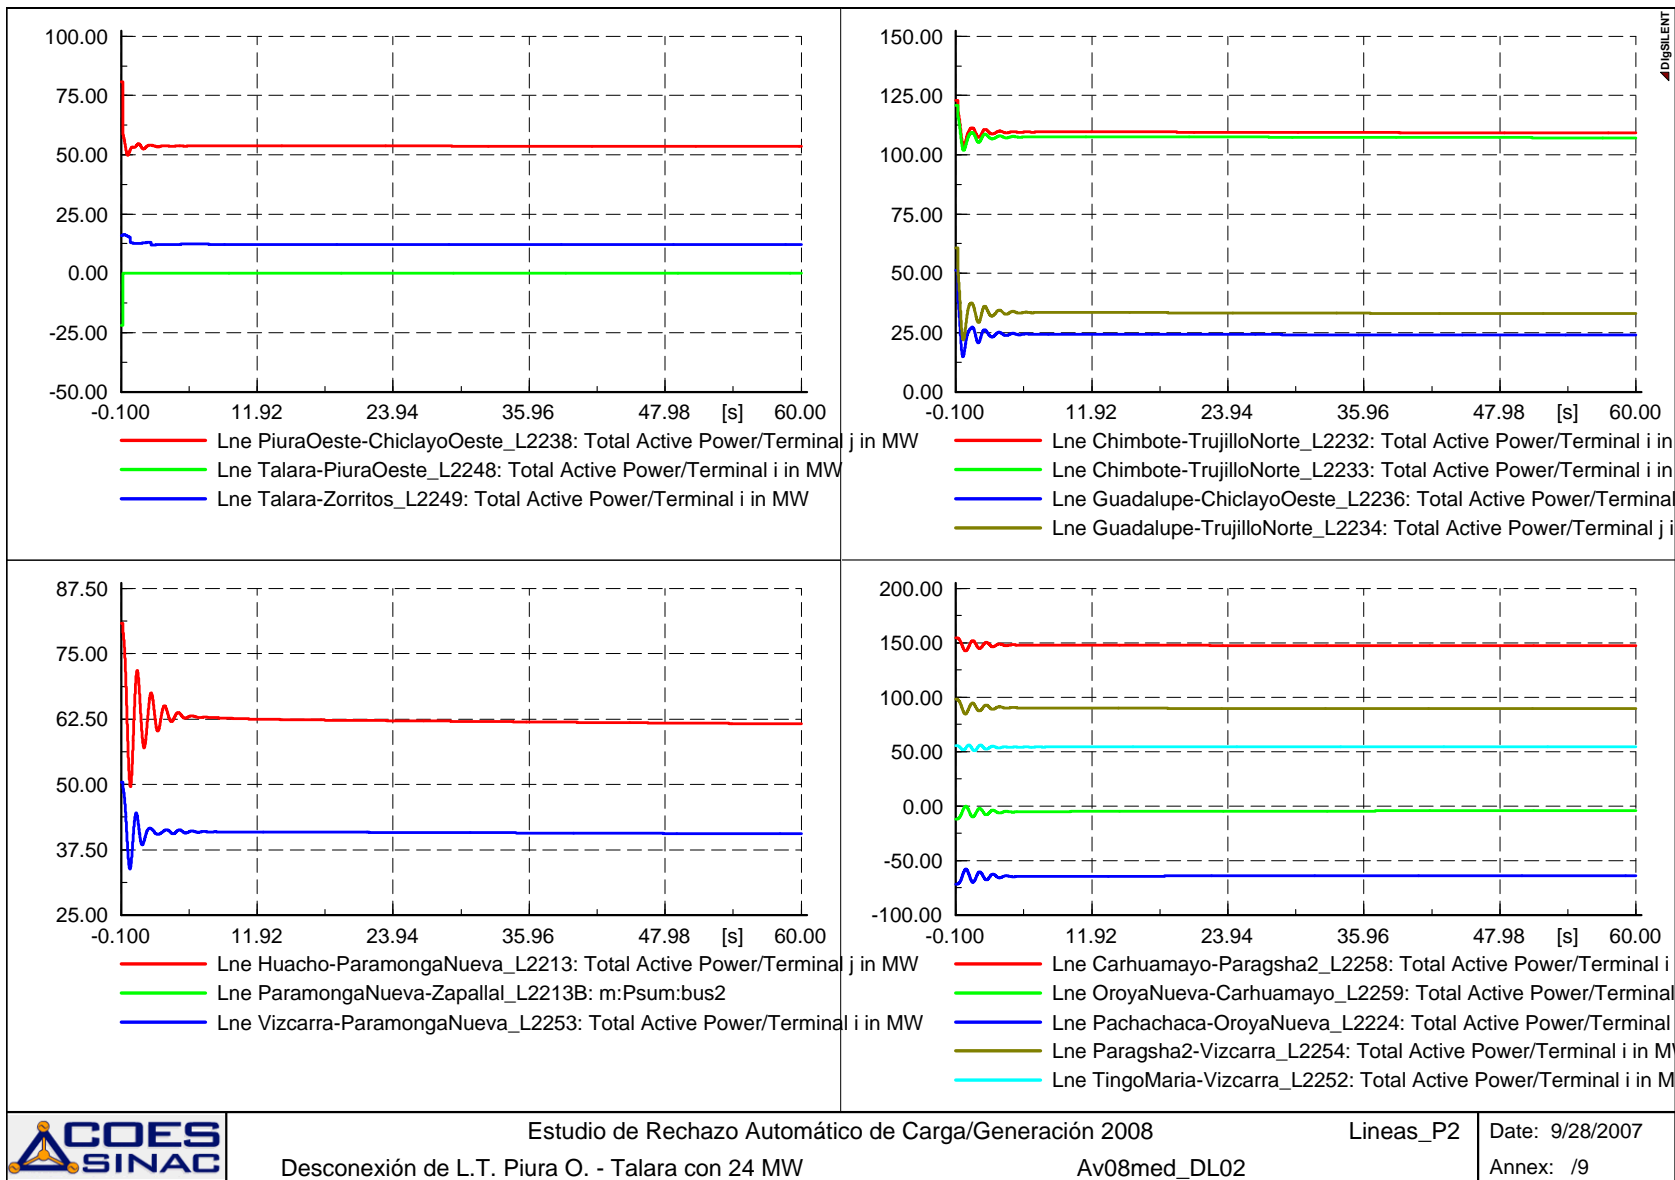 100.00
75.00
50.00
25.00
0.00
-25.00
-50.00
-0.100 11.92 23.94 35.96 47.98 [s] 60.00
Lne PiuraOeste-ChiclayoOeste_L2238: Total Active Power/Terminal j in MW
Lne Talara-PiuraOeste_L2248: Total Active Power/Terminal i in MW
Lne Talara-Zorritos_L2249: Total Active Power/Terminal i in MW
DIgSILENT
150.00
125.00
100.00
75.00
50.00
25.00
0.00
-0.100 11.92 23.94 35.96 47.98 [s] 60.00
Lne Chimbote-TrujilloNorte_L2232: Total Active Power/Terminal i in
Lne Chimbote-TrujilloNorte_L2233: Total Active Power/Terminal i in
Lne Guadalupe-ChiclayoOeste_L2236: Total Active Power/Terminal
Lne Guadalupe-TrujilloNorte_L2234: Total Active Power/Terminal j i
87.50
75.00
62.50
50.00
37.50
25.00
-0.100 11.92 23.94 35.96 47.98 [s] 60.00
Lne Huacho-ParamongaNueva_L2213: Total Active Power/Terminal j in MW
Lne ParamongaNueva-Zapallal_L2213B: m:Psum:bus2
Lne Vizcarra-ParamongaNueva_L2253: Total Active Power/Terminal i in MW
200.00
150.00
100.00
50.00
0.00
-50.00
-100.00
-0.100 11.92 23.94 35.96 47.98 [s] 60.00
Lne Carhuamayo-Paragsha2_L2258: Total Active Power/Terminal i
Lne OroyaNueva-Carhuamayo_L2259: Total Active Power/Terminal
Lne Pachachaca-OroyaNueva_L2224: Total Active Power/Terminal
Lne Paragsha2-Vizcarra_L2254: Total Active Power/Terminal i in M
Lne TingoMaria-Vizcarra_L2252: Total Active Power/Terminal i in M
COES
SINAC
Estudio de Rechazo Automático de Carga/Generación 2008
Desconexión de L.T. Piura O. - Talara con 24 MW
Lineas_P2
Av08med_DL02
Date: 9/28/2007
Annex: /9